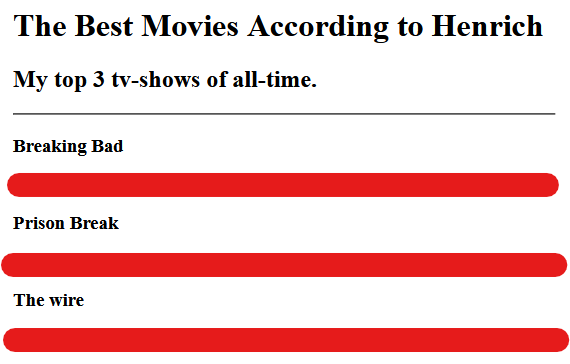 The Best Movies According to Henrich
My top 3 tv-shows of all-time.
Breaking Bad
Prison Break
The wire